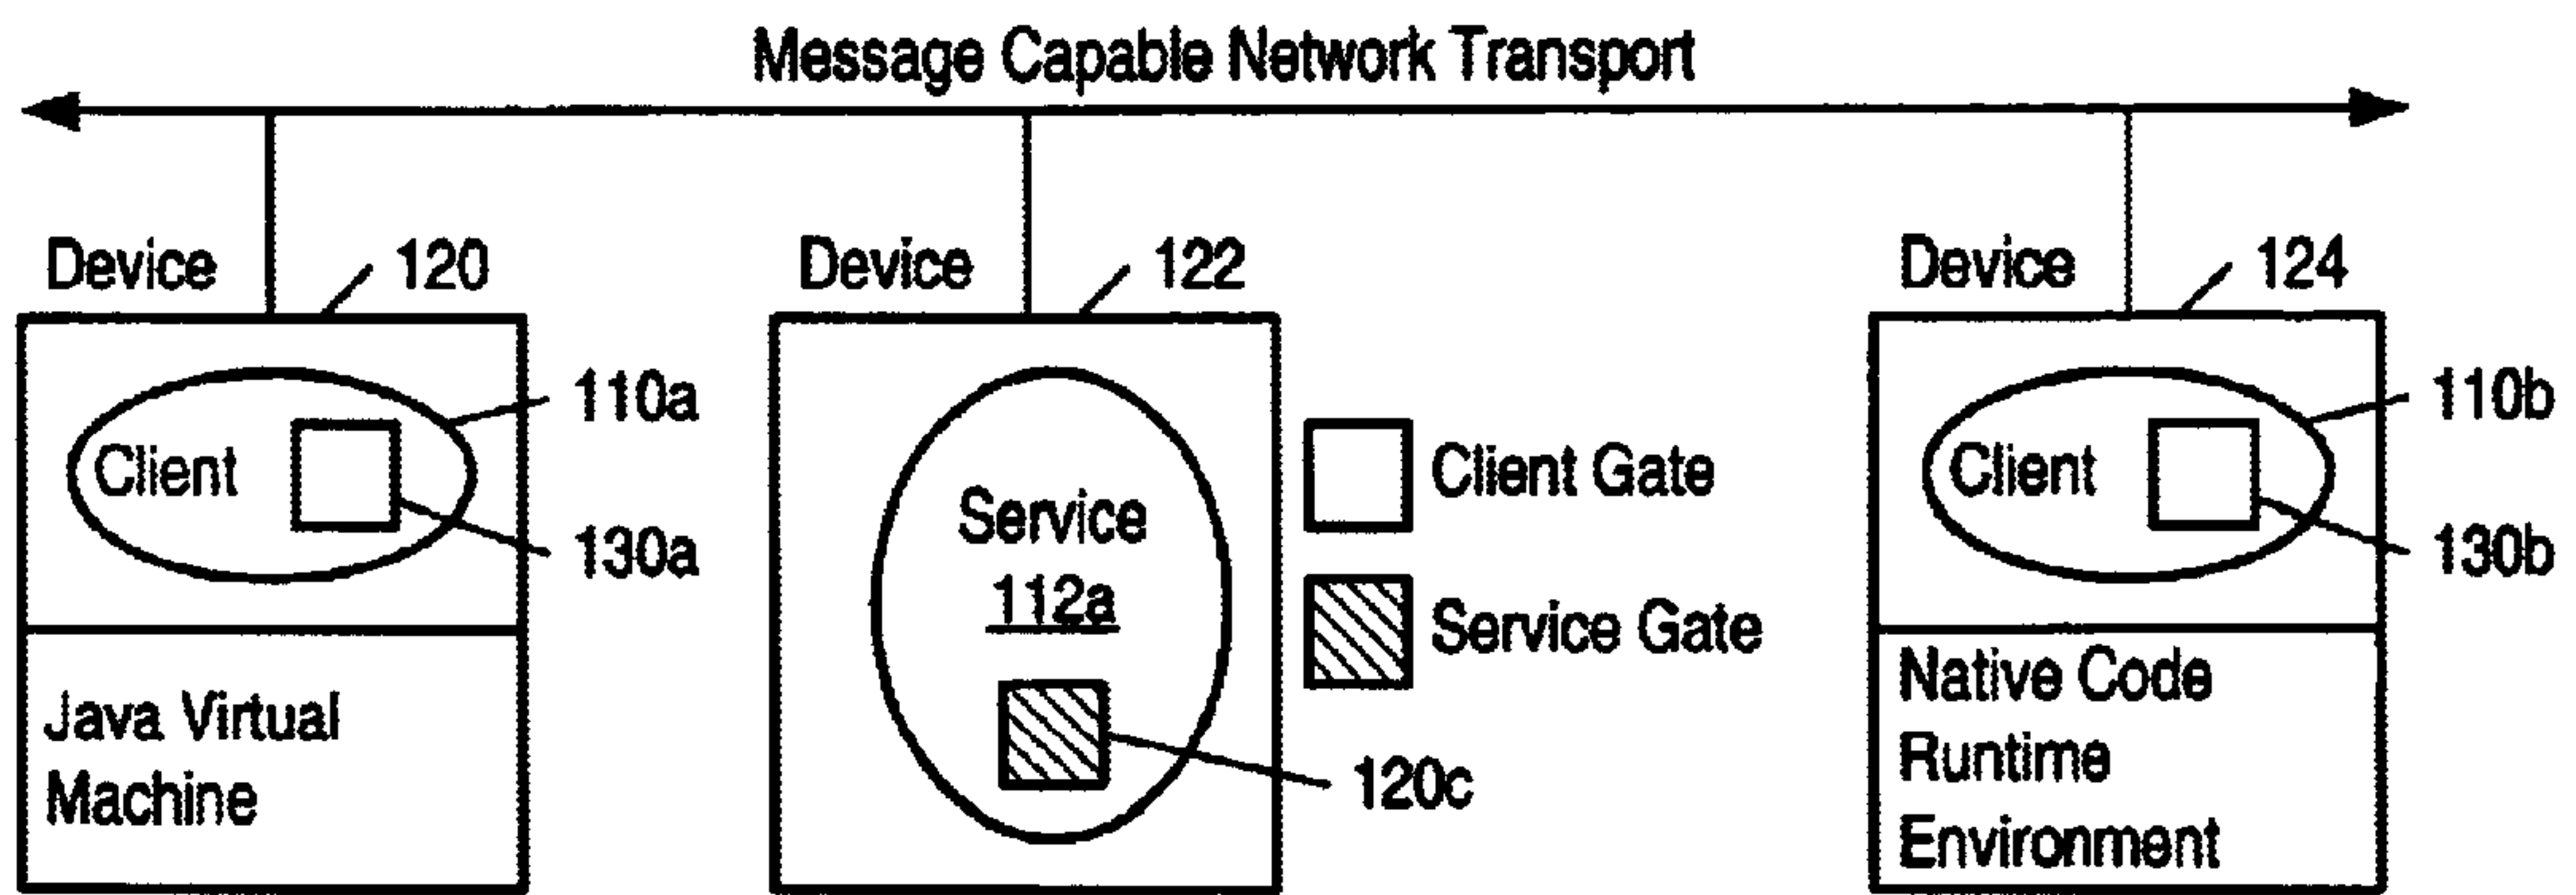 Message Capable Network Transport
Device 120
Device 122
Device 124
Client
110a
130a
Java Virtual
Machine
Service
112a
120c
Client Gate
Service Gate
Client
110b
130b
Native Code
Runtime
Environment